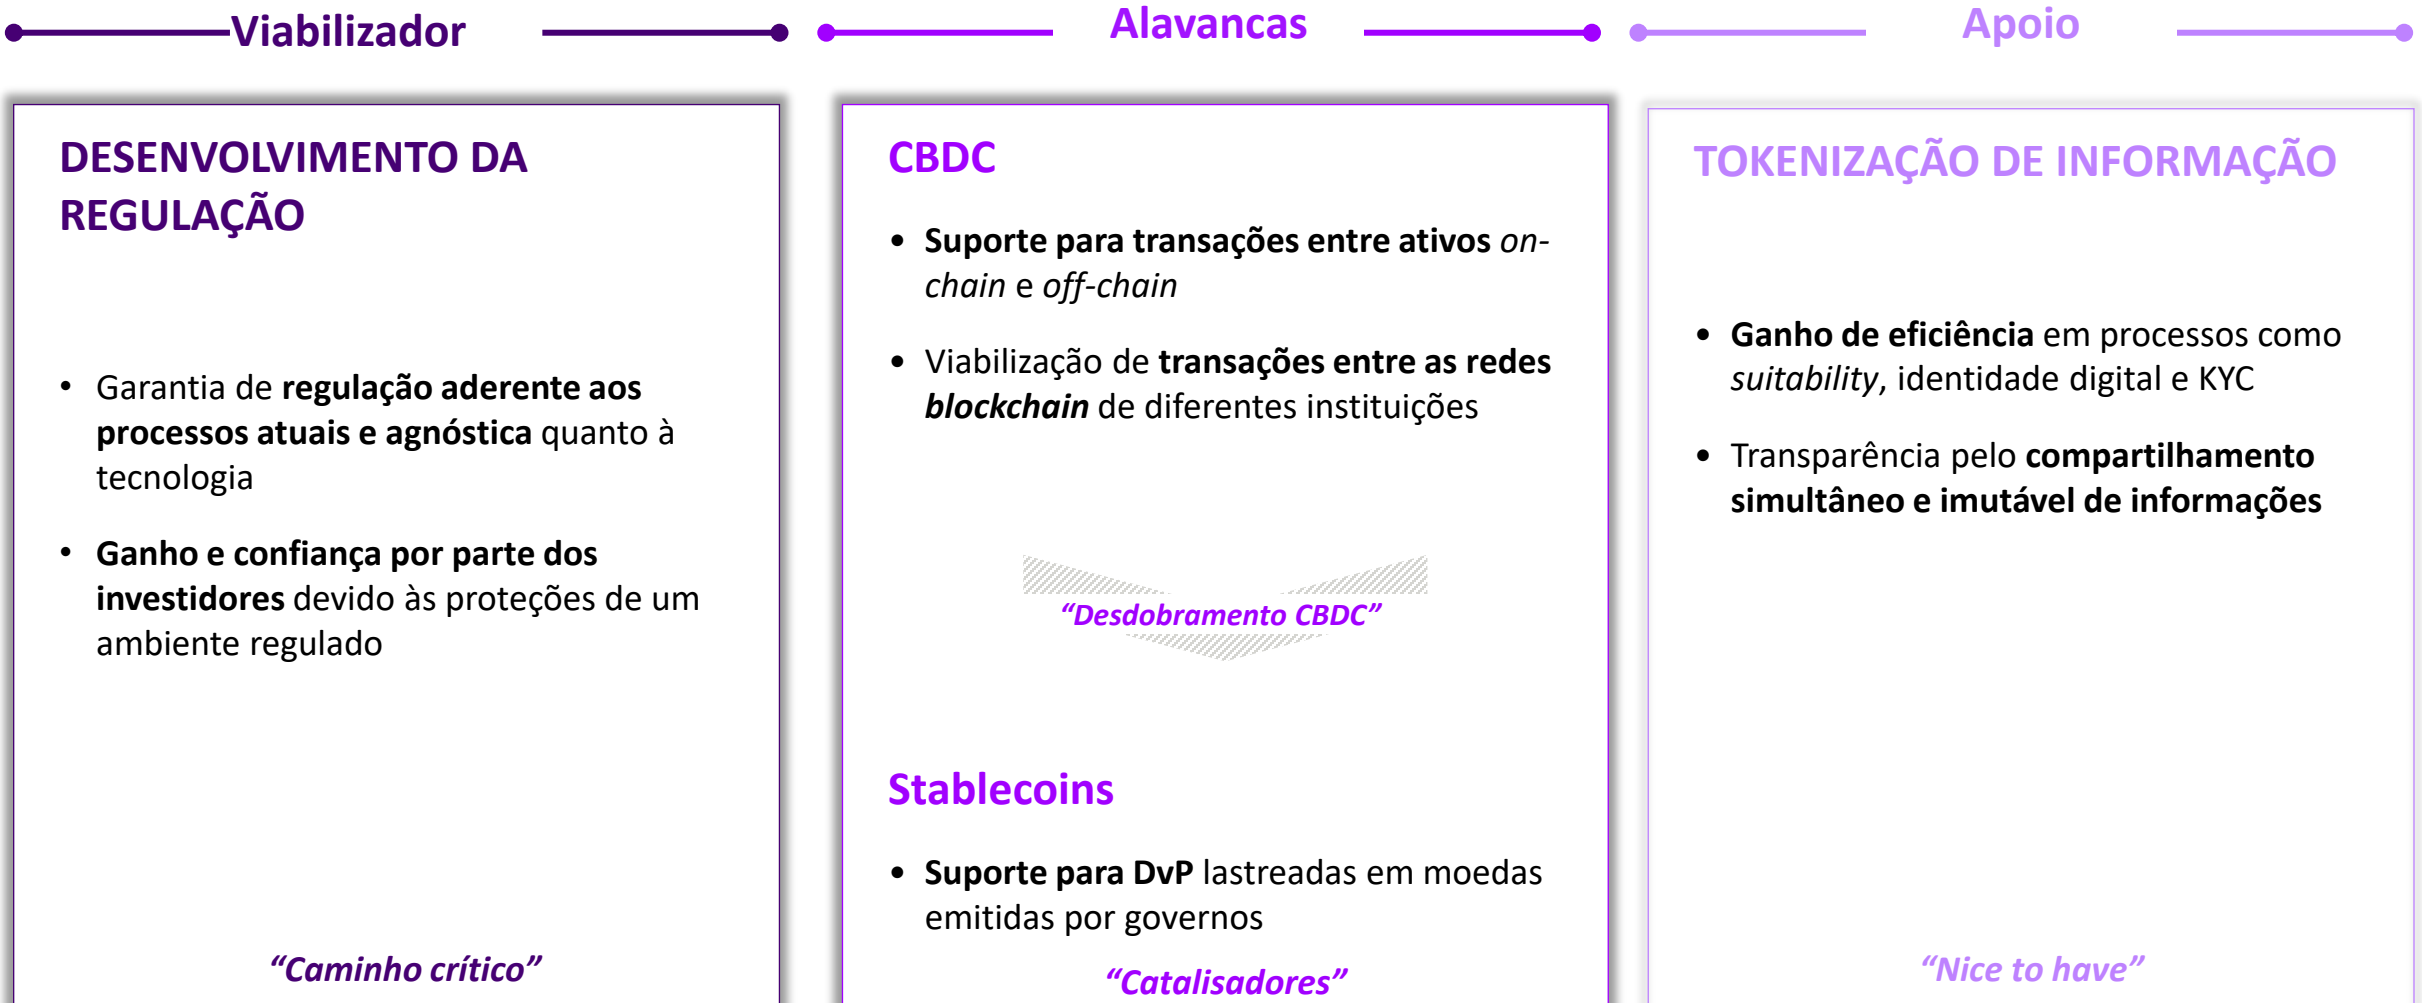 Viabilizador
DESENVOLVIMENTO DA
REGULAÇÃO
• Garantia de regulação aderente aos
processos atuais e agnóstica quanto à
tecnologia
• Ganho e confiança por parte dos
investidores devido às proteções de um
ambiente regulado
“Caminho crítico”
Alavancas
CBDC
• Suporte para transações entre ativos on-
chain e off-chain
• Viabilização de transações entre as redes
blockchain de diferentes instituições
“Desdobramento CBDC”
Stablecoins
• Suporte para DvP lastreadas em moedas
emitidas por governos
“Catalisadores”
Apoio
TOKENIZAÇÃO DE INFORMAÇÃO
• Ganho de eficiência em processos como
suitability, identidade digital e KYC
• Transparência pelo compartilhamento
simultâneo e imutável de informações
“Nice to have”